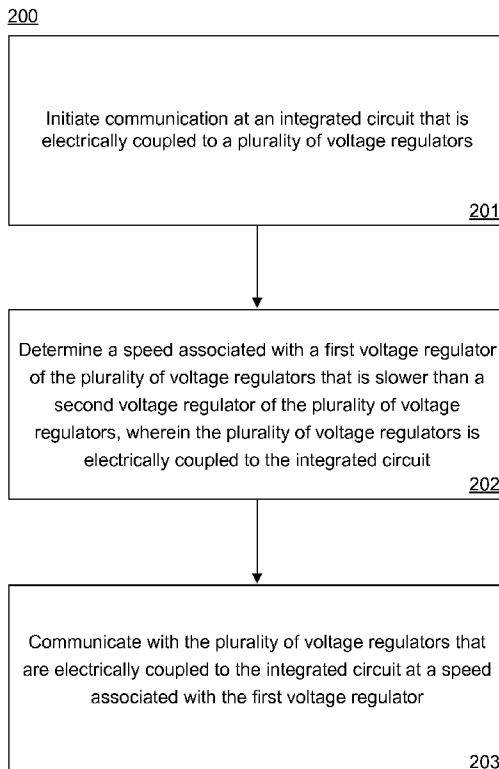 200
Initiate communication at an integrated circuit that is
electrically coupled to a plurality of voltage regulators
201
Determine a speed associated with a first voltage regulator
of the plurality of voltage regulators that is slower than a
second voltage regulator of the plurality of voltage
regulators, wherein the plurality of voltage regulators is
electrically coupled to the integrated circuit
202
Communicate with the plurality of voltage regulators that
are electrically coupled to the integrated circuit at a speed
associated with the first voltage regulator
203